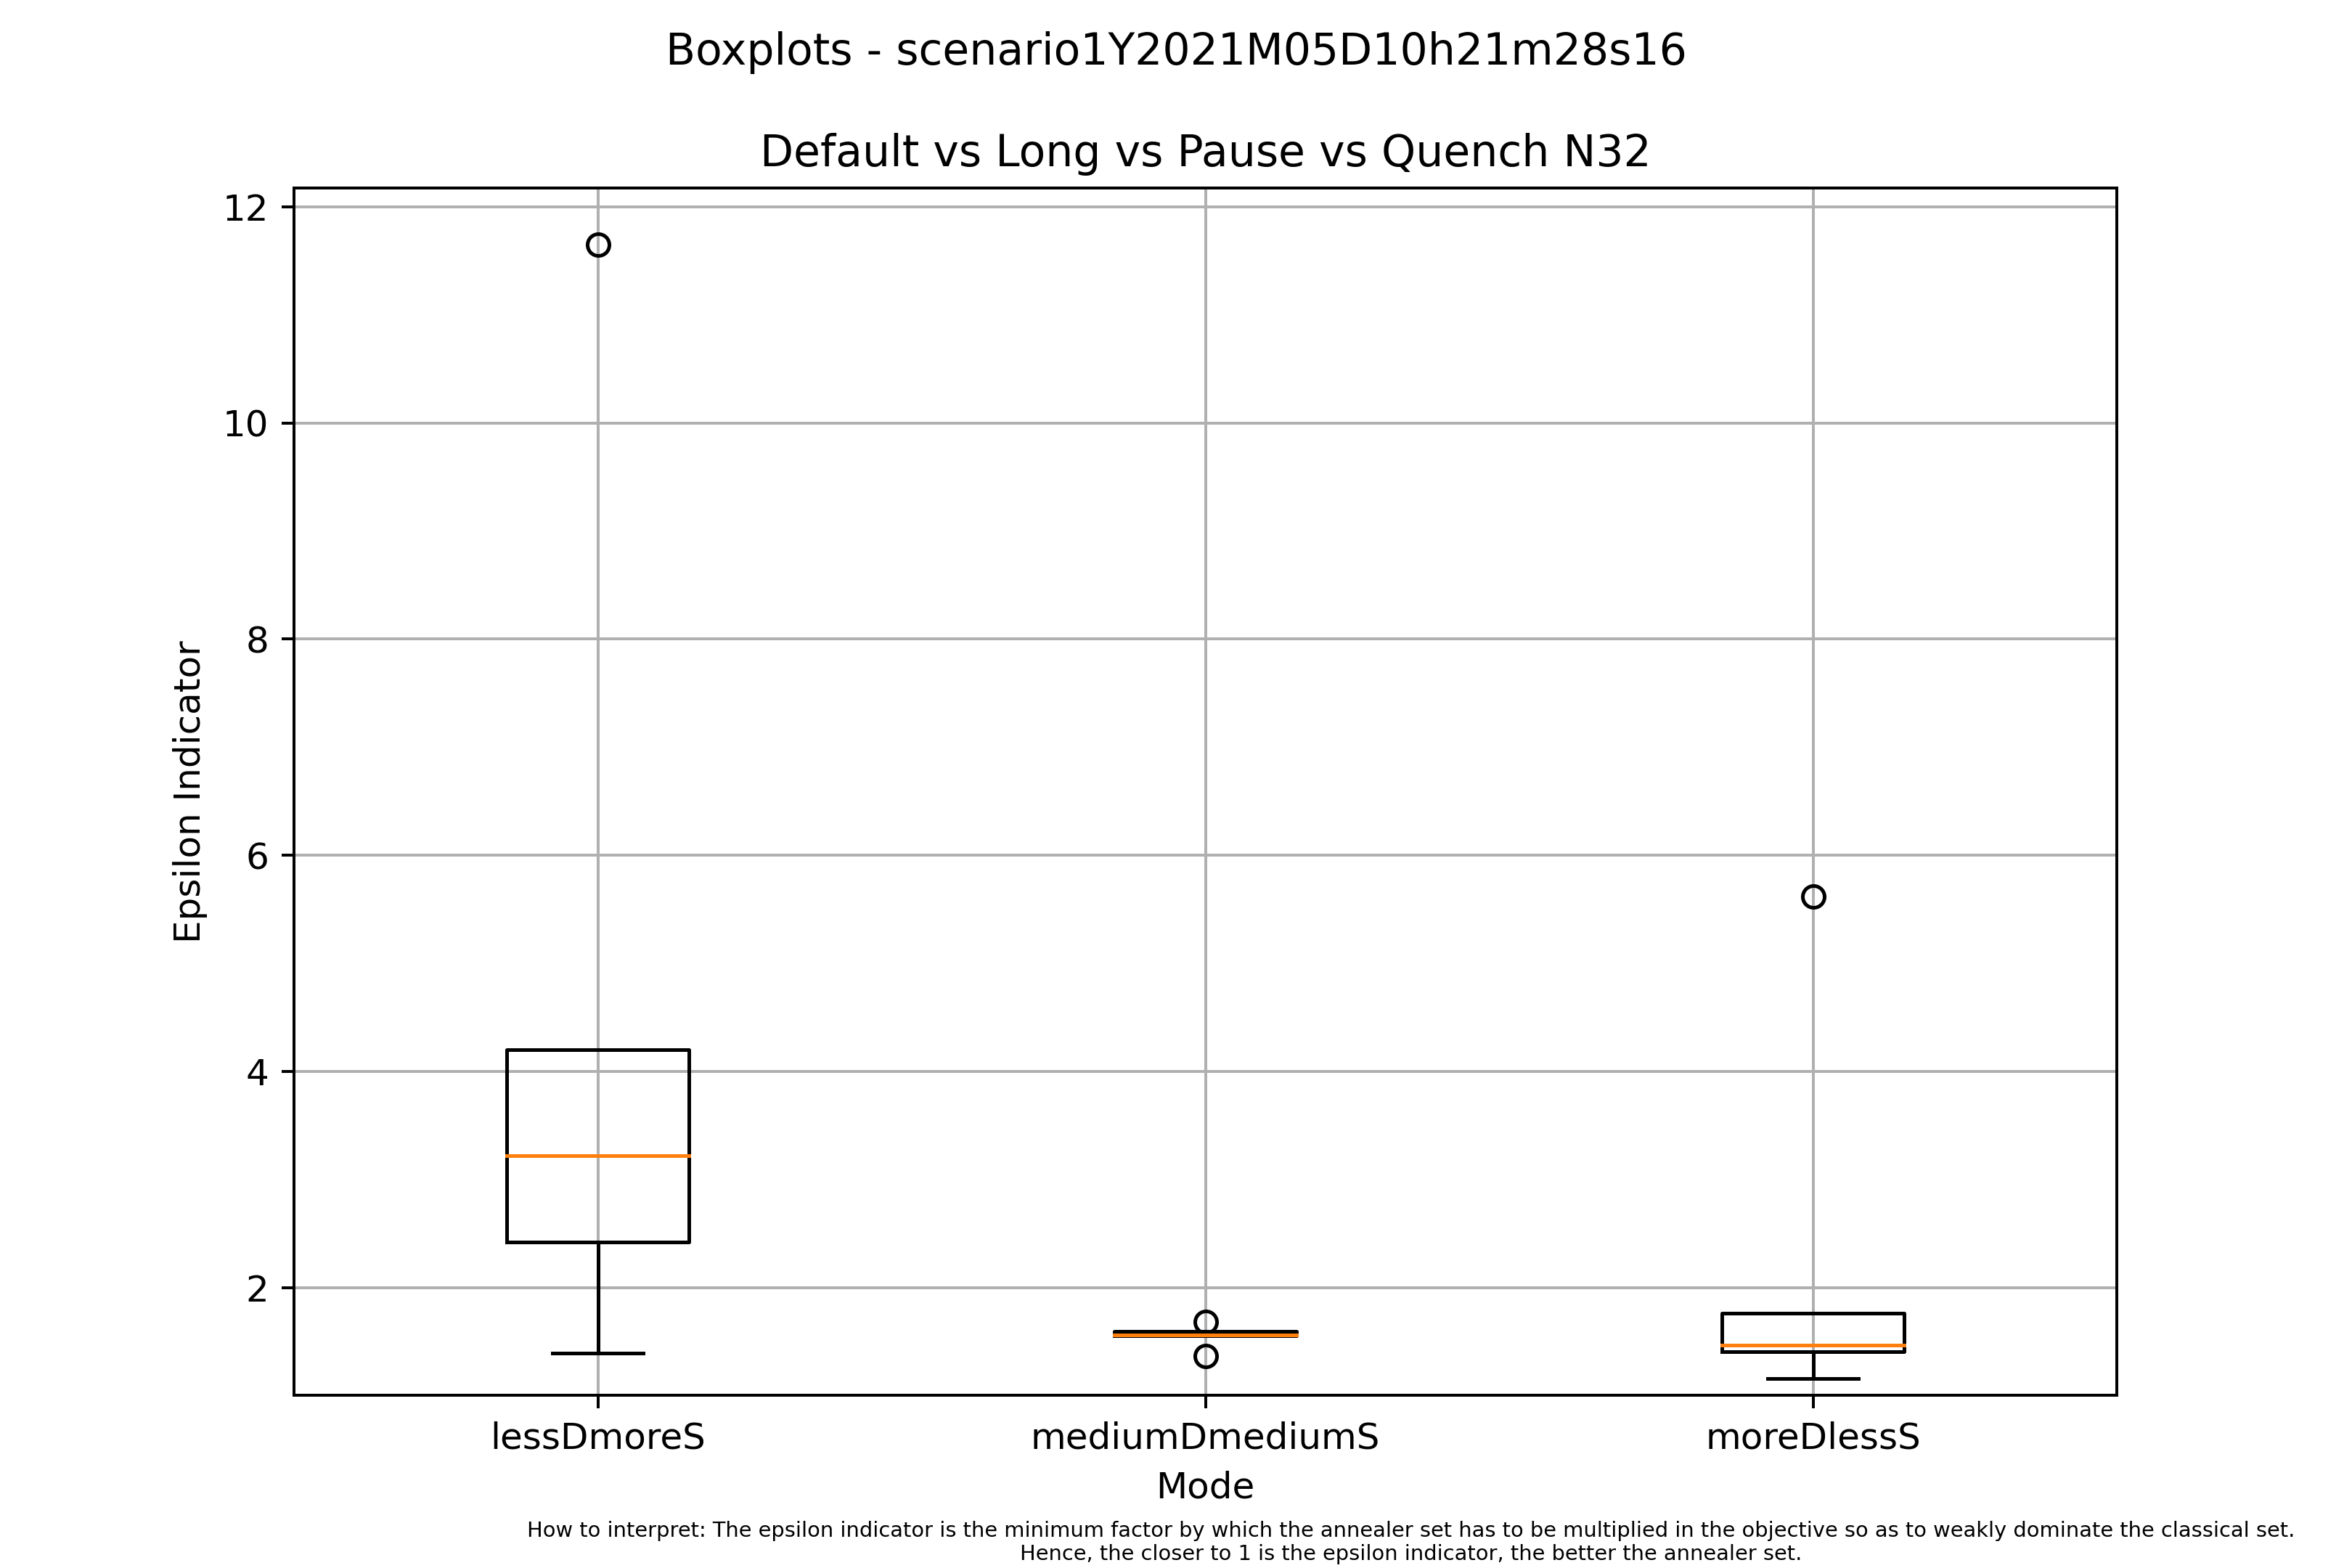 Boxplots - scenario1Y2021M05D10h21m28s16
Default vs Long vs Pause vs Quench N32
12
10
8
6
4
2
Epsilon Indicator
lessDmoreS
mediumDmediumS
moreDlessS
Mode
How to interpret: The epsilon indicator is the minimum factor by which the annealer set has to be multiplied in the objective so as to weakly dominate the classical set.
Hence, the closer to 1 is the epsilon indicator, the better the annealer set.